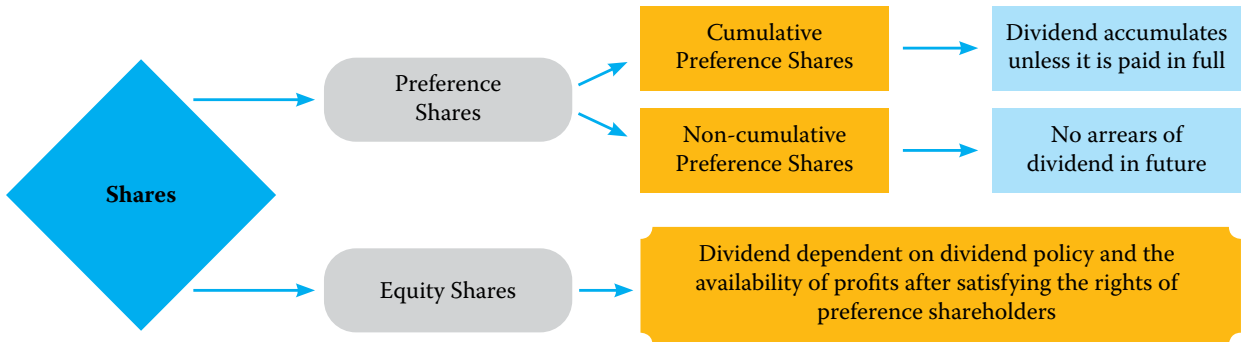 Shares
Preference
Shares
Cumulative
Preference Shares
Dividend accumulates
unless it is paid in full
Non-cumulative
Preference Shares
No arrears of
dividend in future
Equity Shares
Dividend dependent on dividend policy and the
availability of profits after satisfying the rights of
preference shareholders